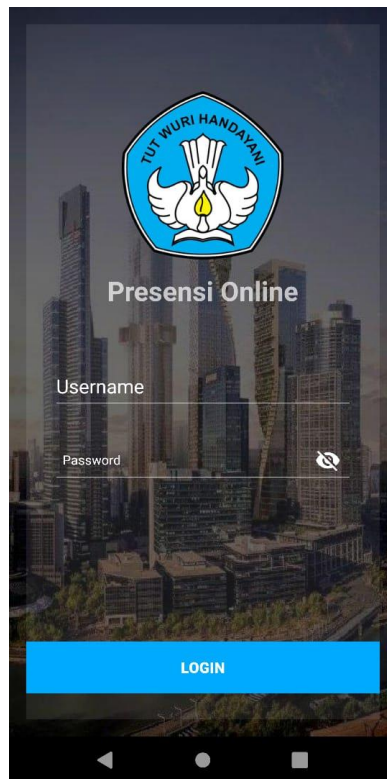 TUT WURI HANDAYANI
Presensi Online
Username
Password
LOGIN